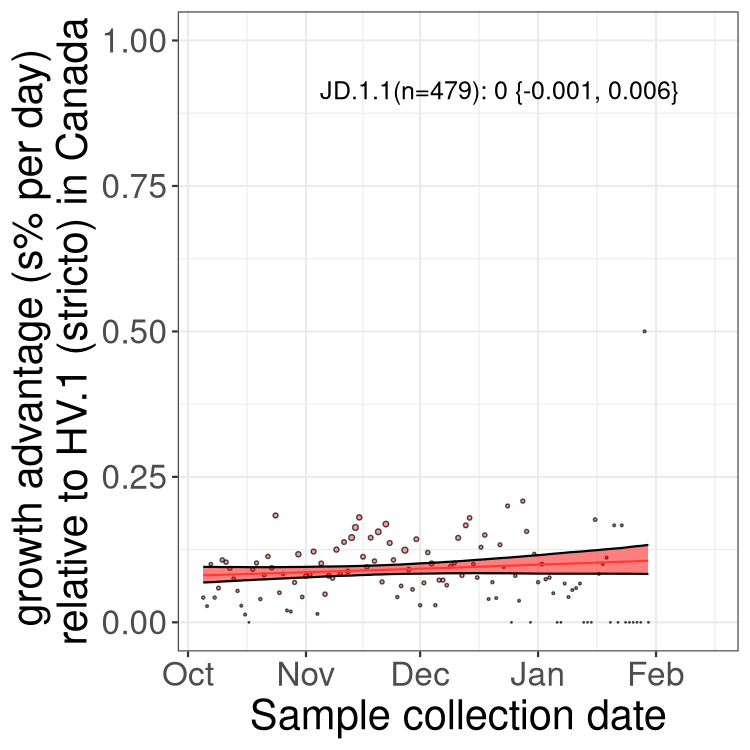 growth advantage (s% per day)
relative to HV.1 (stricto) in Canada
1.00
JD.1.1(n=479): 0 {-0.001, 0.006}
0.75
0.50
0.25
0.00
Oct Nov Dec Jan Feb
Sample collection date